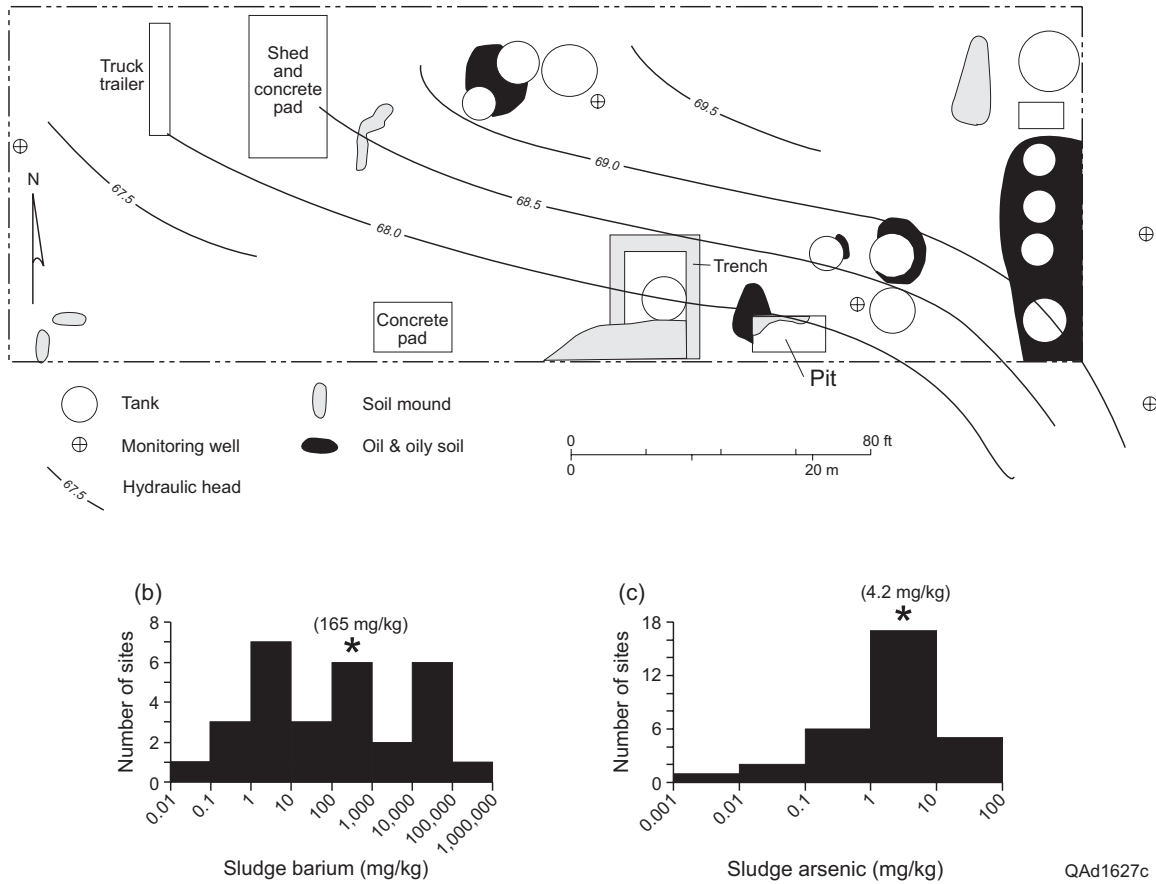 Truck
trailer
Shed
and
concrete
pad
69.5
69.0
68.5
68.0
67.5
N
Trench
Concrete
pad
Pit
Tank
Soil mound
Monitoring well
Oil & oily soil
67.5
Hydraulic head
0 80 ft
0 20 m
(b)
(165 mg/kg)
*
Number of sites
8
6
4
2
0
0.01
0.1
1
10
100
1,000
10,000
100,000
1,000,000
Sludge barium (mg/kg)
(c)
(4.2 mg/kg)
*
Number of sites
18
12
6
0
0.001
0.01
0.1
1
10
100
Sludge arsenic (mg/kg)
QAd1627c